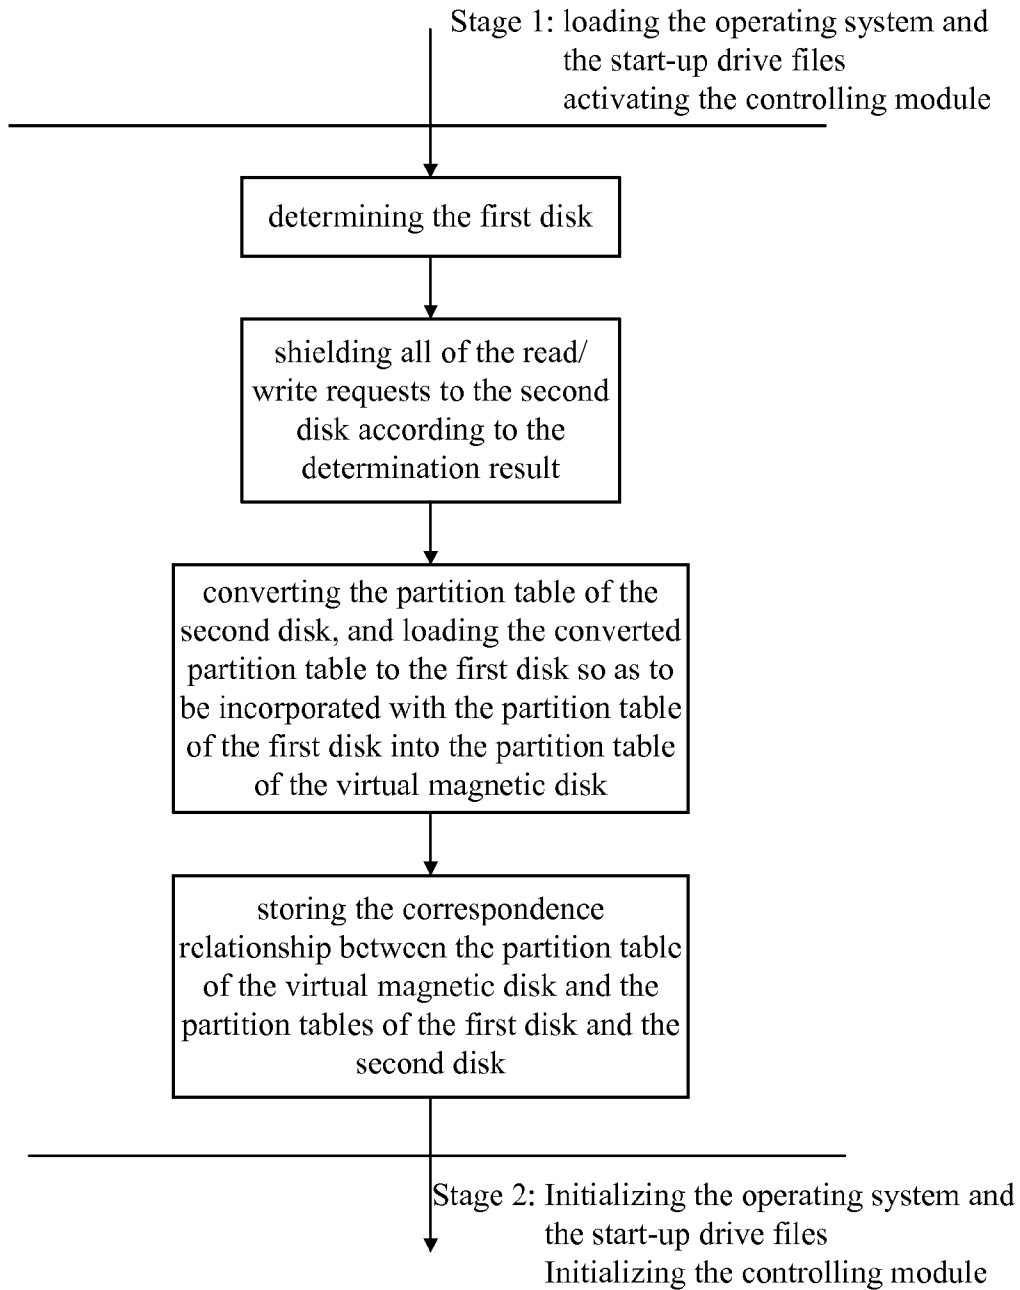 Stage 1: loading the operating system and
the start-up drive files
activating the controlling module
determining the first disk
shielding all of the read/
write requests to the second
disk according to the
determination result
converting the partition table of the
second disk, and loading the converted
partition table to the first disk so as to
be incorporated with the partition table
of the first disk into the partition table
of the virtual magnetic disk
storing the correspondence
relationship between the partition table
of the virtual magnetic disk and the
partition tables of the first disk and the
second disk
Stage 2: Initializing the operating system and
the start-up drive files
Initializing the controlling module